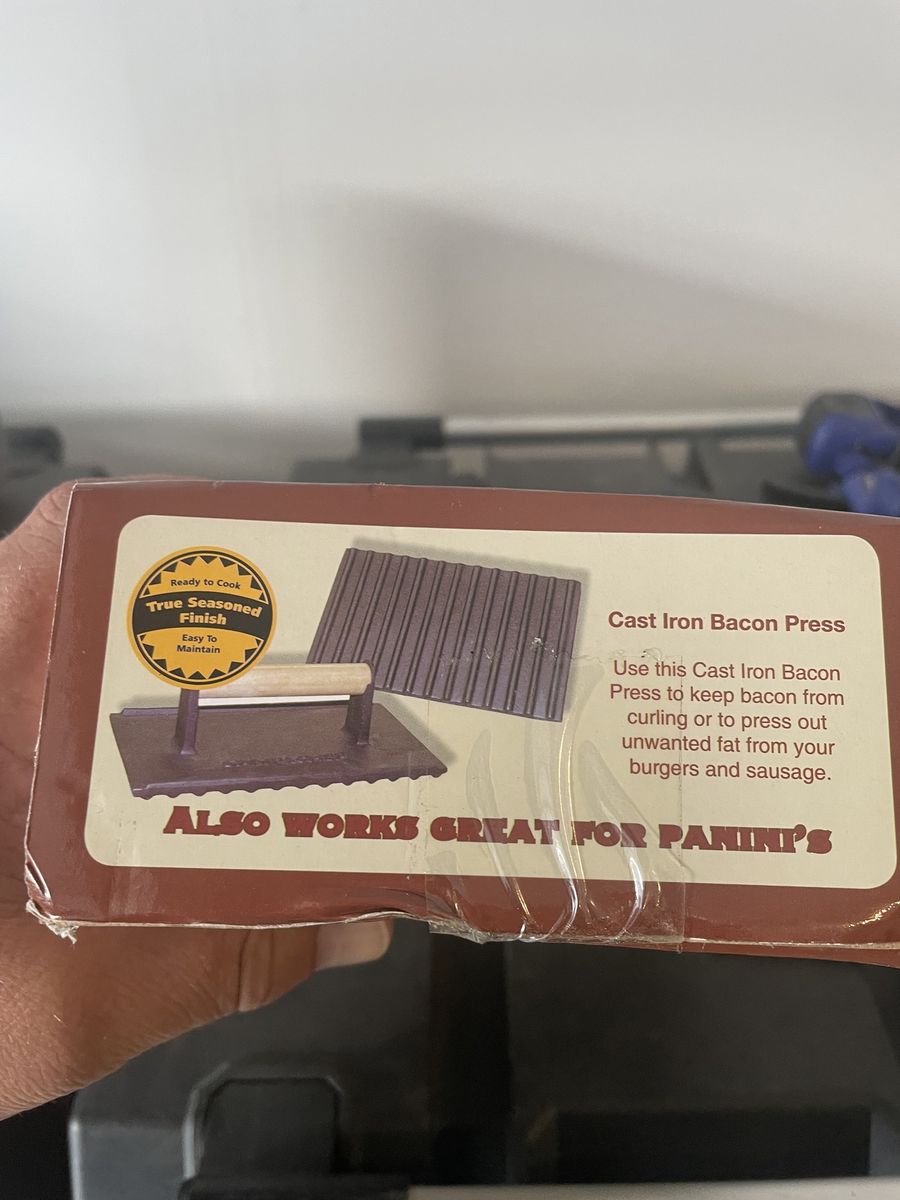 Ready to Cook
True Seasoned
Finish
Easy To
Maintain
Cast Iron Bacon Press
Use this Cast Iron Bacon
Press to keep bacon from
curling or to press out
unwanted fat from your
burgers and sausage.
ALSO WORKS GREAT FOR PANINI'S